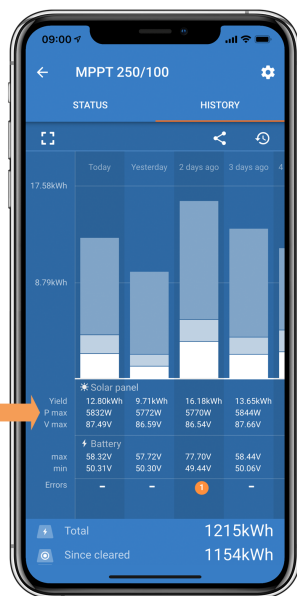 09:00
MPPT 250/100
STATUS HISTORY
Today Yesterday 2 days ago 3 days ago 4
17.58kWh
8.79kWh
Solar panel
Yield 12.80kWh 9.71kWh 16.18kWh 13.65kWh
P max 5832W 5772W 5770W 5844W
V max 87.49V 86.59V 86.54V 87.66V
Battery
max 58.32V 57.72V 77.70V 58.44V
min 50.31V 50.30V 49.44V 50.06V
Errors - - 1 -
Total 1215kWh
Since cleared 1154kWh